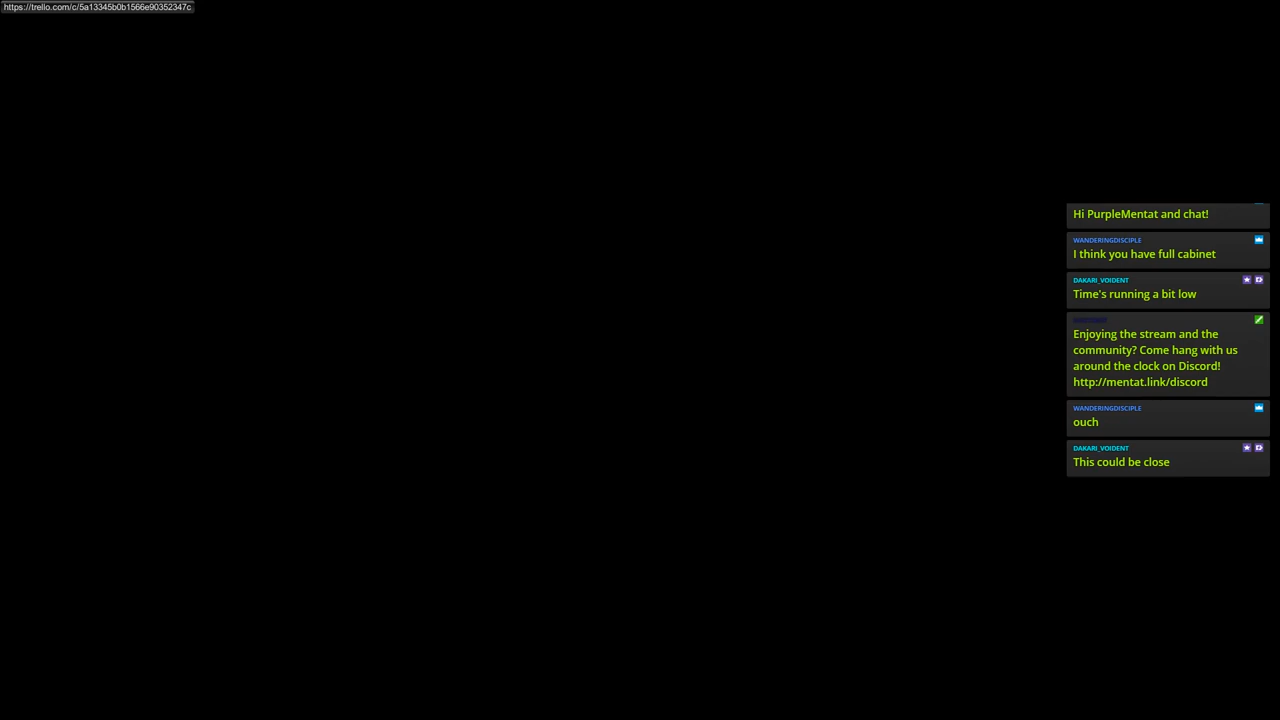 https://trello.com/c/5a13345b0b1566e90352347c
Hi PurpleMentat and chat!
WANDERINGDISCIPLE
I think you have full cabinet
DAKARI_VOIDENT
Time's running a bit low
Enjoying the stream and the
community? Come hang with us
around the clock on Discord!
http://mentat.link/discord
WANDERINGDISCIPLE
ouch
DAKARI_VOIDENT
This could be close